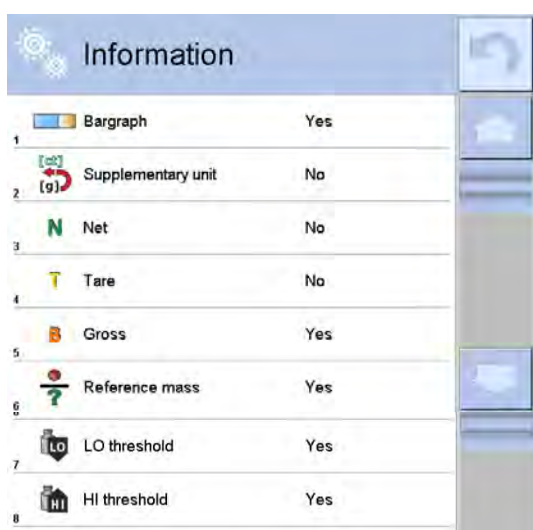 Information
1 Bargraph Yes
[ct]
[g]
2 Supplementary unit No
3 N Net No
4 T Tare No
5 B Gross Yes
6 ? Reference mass Yes
7 LO LO threshold Yes
8 HI HI threshold Yes